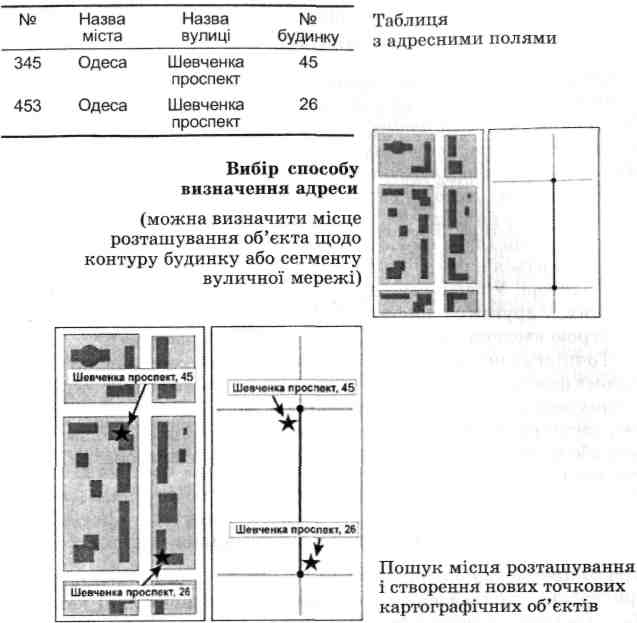 № Назва міста Назва вулиці № будинку
345 Одеса Шевченка проспект 45
453 Одеса Шевченка проспект 26
Таблиця
з адресними полями
Вибір способу
визначення адреси
(можна визначити місце
розташування об’єкта щодо
контуру будинку або сегменту
вуличної мережі)
Шевченка проспект, 45
Шевченка проспект, 26
Шевченка проспект, 45
Шевченка проспект, 26
Пошук місця розташування
і створення нових точкових
картографічних об’єктів